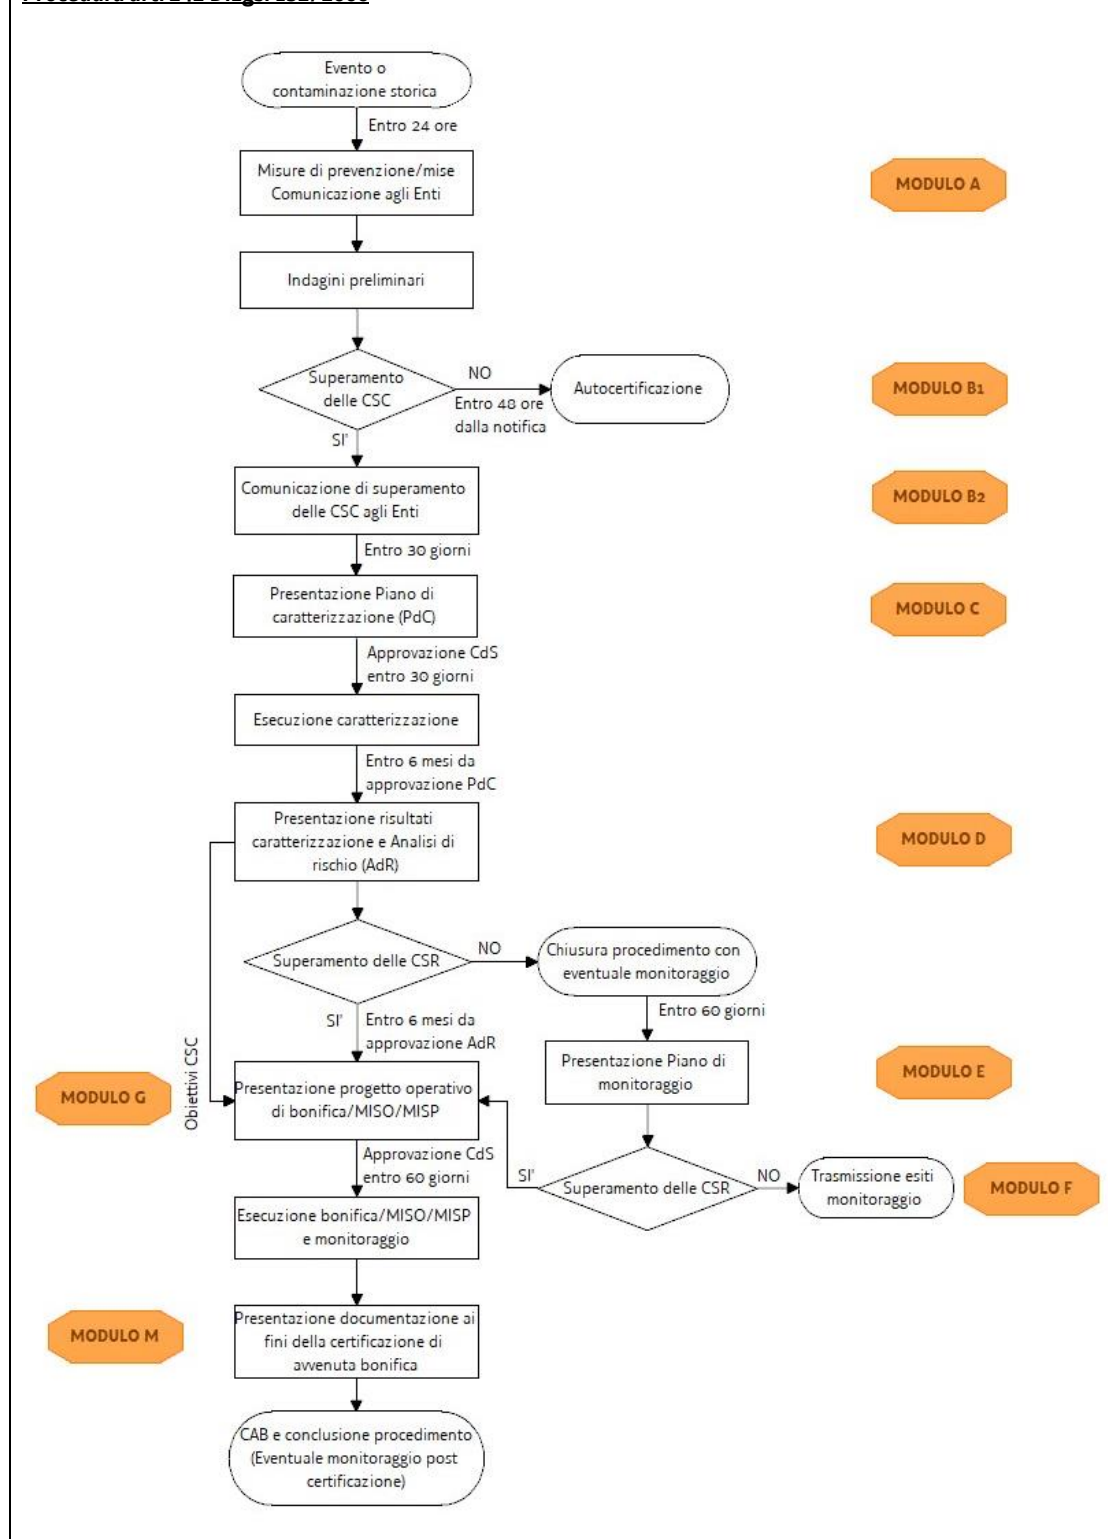 Procedura art. 242 D.Lgs. 152/2006
Evento o
contaminazione storica
Entro 24 ore
Misure di prevenzione/mise
Comunicazione agli Enti
MODULO A
Indagini preliminari
Superamento
delle CSC
NO
Entro 48 ore
dalla notifica
Autocertificazione
MODULO B1
SI'
Comunicazione di superamento
delle CSC agli Enti
MODULO B2
Entro 30 giorni
Presentazione Piano di
caratterizzazione (PdC)
MODULO C
Approvazione CdS
entro 30 giorni
Esecuzione caratterizzazione
Entro 6 mesi da
approvazione PdC
Presentazione risultati
caratterizzazione e Analisi di
rischio (AdR)
MODULO D
Superamento delle CSR
NO
Chiusura procedimento con
eventuale monitoraggio
SI'
Entro 6 mesi da
approvazione AdR
Entro 60 giorni
Obiettivi CSC
MODULO G
Presentazione progetto operativo
di bonifica/MISO/MISP
Presentazione Piano di
monitoraggio
MODULO E
Approvazione CdS
entro 60 giorni
SI'
Superamento delle CSR
NO
Trasmissione esiti
monitoraggio
MODULO F
Esecuzione bonifica/MISO/MISP
e monitoraggio
MODULO M
Presentazione documentazione ai
fini della certificazione di
avvenuta bonifica
CAB e conclusione procedimento
(Eventuale monitoraggio post
certificazione)